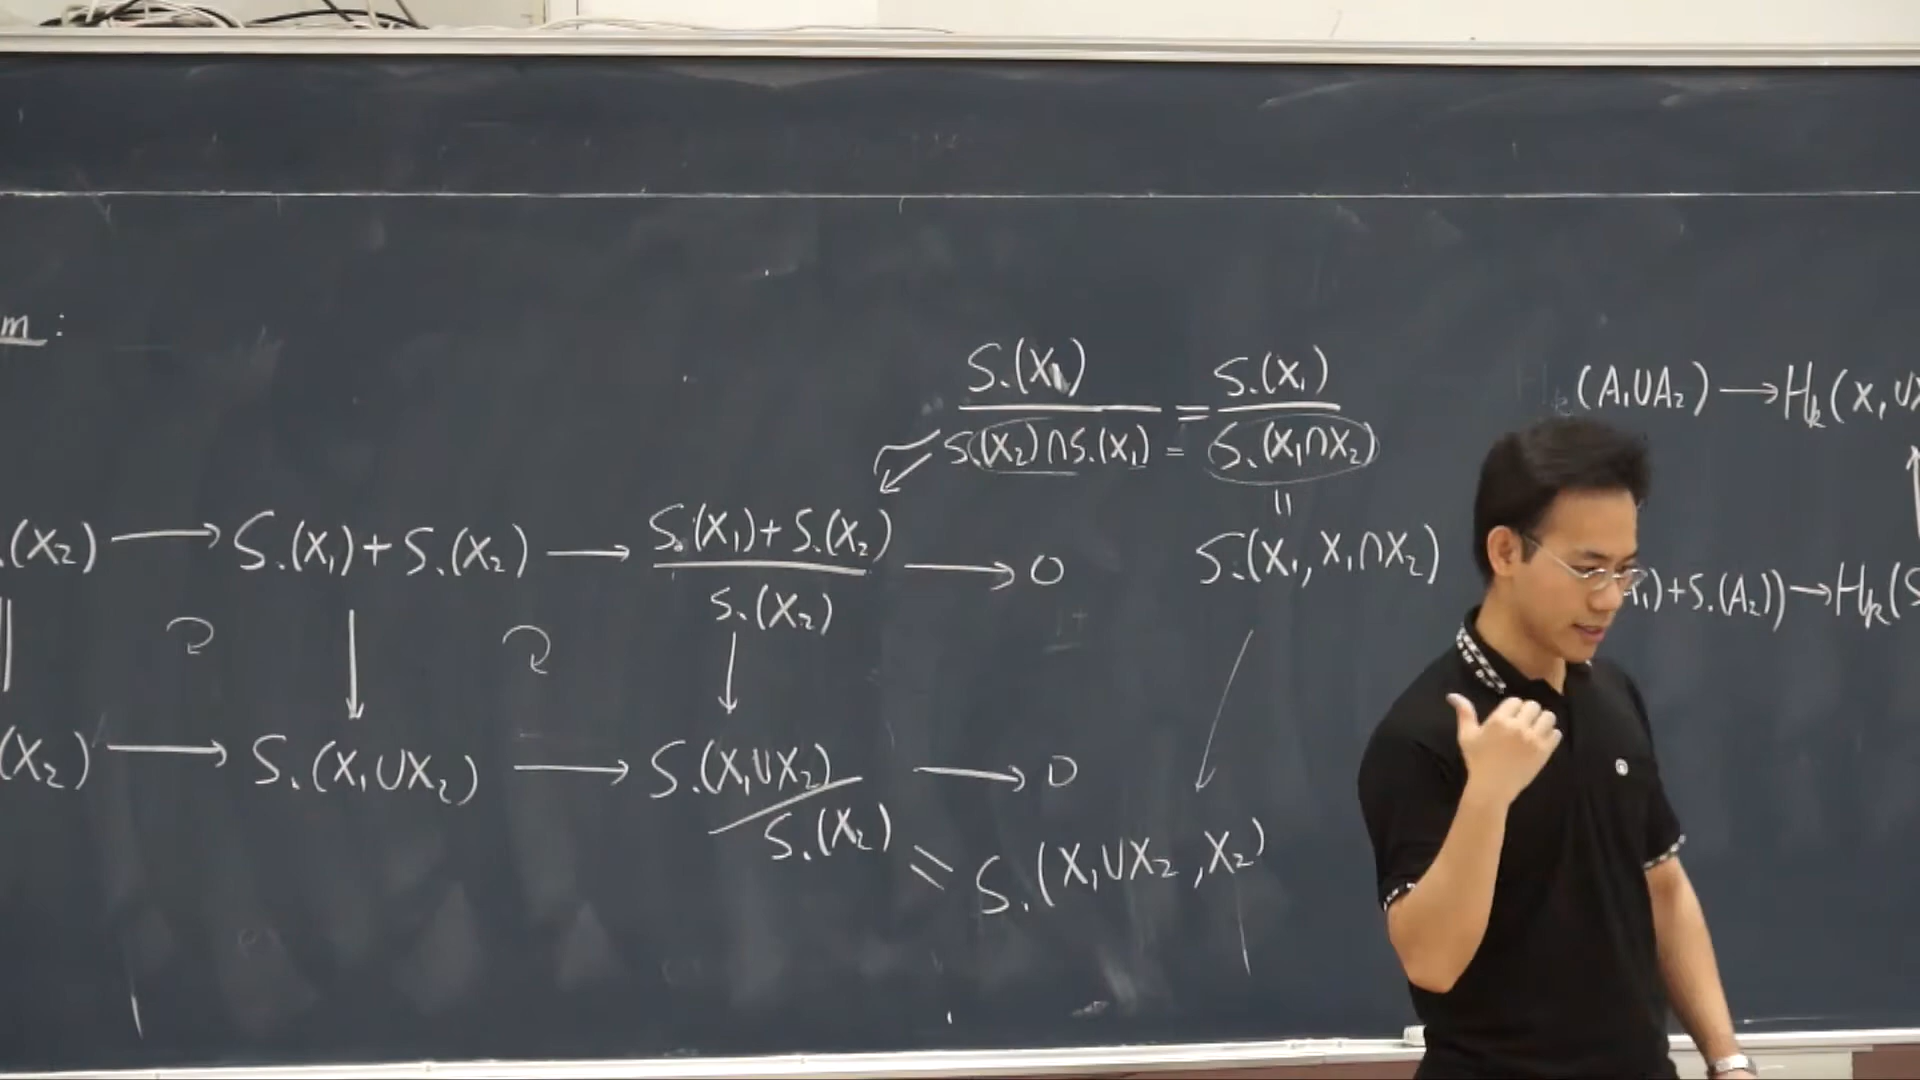 m :
S.(X₁) / S.(X₂)∩S.(X₁) = S.(X₁) / S.(X₁∩X₂)
= S.(X₁, X₁∩X₂)
.(X₂) → S.(X₁)+S.(X₂) → S.(X₁)+S.(X₂) / S.(X₂) → 0
(X₂) → S.(X₁∪X₂) → S.(X₁∪X₂) / S.(X₂) → 0
= S.(X₁∪X₂, X₂)
(A₁∪A₂) → Hₖ(X₁∪X
)+S.(A₂)) → Hₖ(S